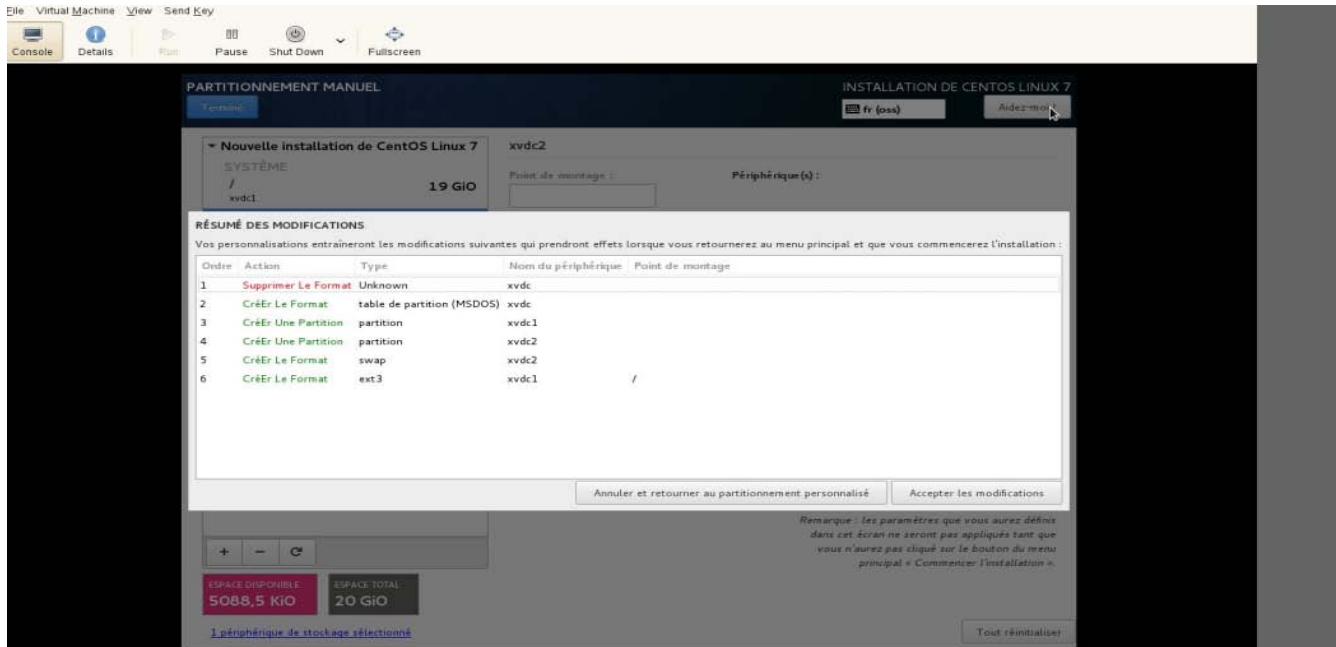 File Virtual Machine View Send Key
Console Details Run Pause Shut Down Fullscreen
PARTITIONNEMENT MANUEL
INSTALLATION DE CENTOS LINUX 7
Terminé
fr (oss)
Aidez-moi
Nouvelle installation de CentOS Linux 7
xvdc2
SYSTÈME
/
19 GiO
xvdc1
Point de montage :
Périphérique(s) :
RÉSUMÉ DES MODIFICATIONS
Vos personnalisations entraîneront les modifications suivantes qui prendront effets lorsque vous retournerez au menu principal et que vous commencerez l'installation :
Ordre Action Type Nom du périphérique Point de montage
1 Supprimer Le Format Unknown xvdc
2 CréEr Le Format table de partition (MSDOS) xvdc
3 CréEr Une Partition partition xvdc1
4 CréEr Une Partition partition xvdc2
5 CréEr Le Format swap xvdc2
6 CréEr Le Format ext3 xvdc1 /
Annuler et retourner au partitionnement personnalisé
Accepter les modifications
Remarque : les paramètres que vous aurez définis
dans cet écran ne seront pas appliqués tant que
vous n'aurez pas cliqué sur le bouton du menu
principal « Commencer l'installation ».
+ −
ESPACE DISPONIBLE
5088,5 KiO
ESPACE TOTAL
20 GiO
1 périphérique de stockage sélectionné
Tout réinitialiser